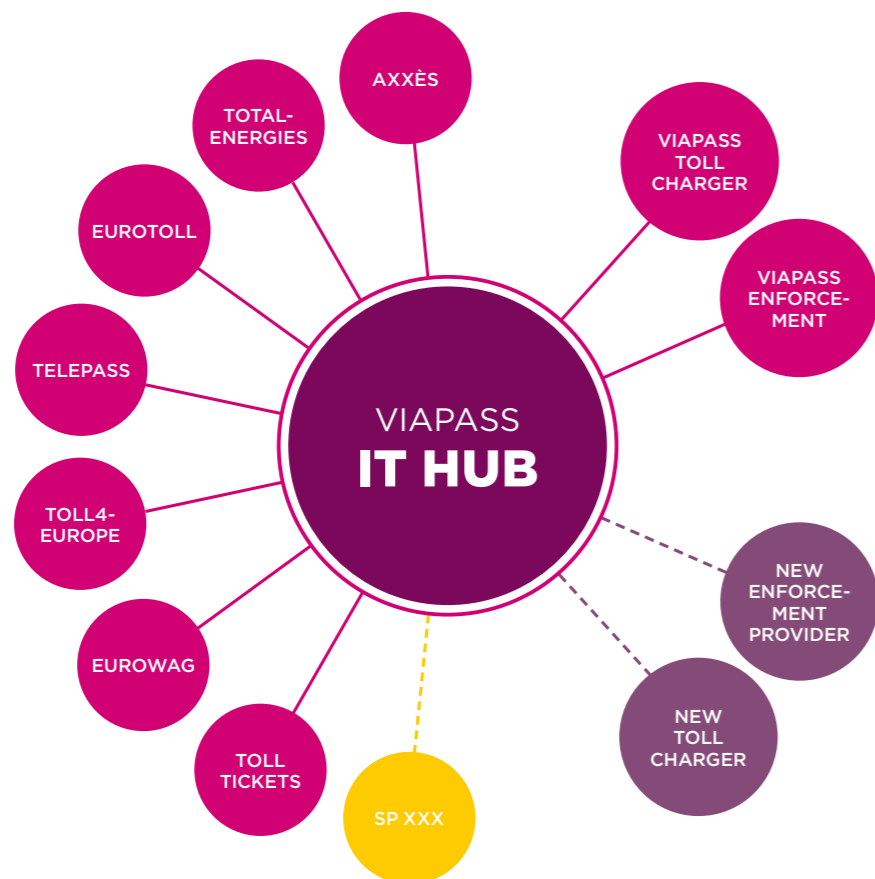 AXXÈS
TOTAL-
ENERGIES
VIAPASS
TOLL
CHARGER
EUROTOLL
VIAPASS
ENFORCE-
MENT
TELEPASS
VIAPASS
IT HUB
TOLL4-
EUROPE
NEW
ENFORCE-
MENT
PROVIDER
EUROWAG
NEW
TOLL
CHARGER
TOLL
TICKETS
SP XXX